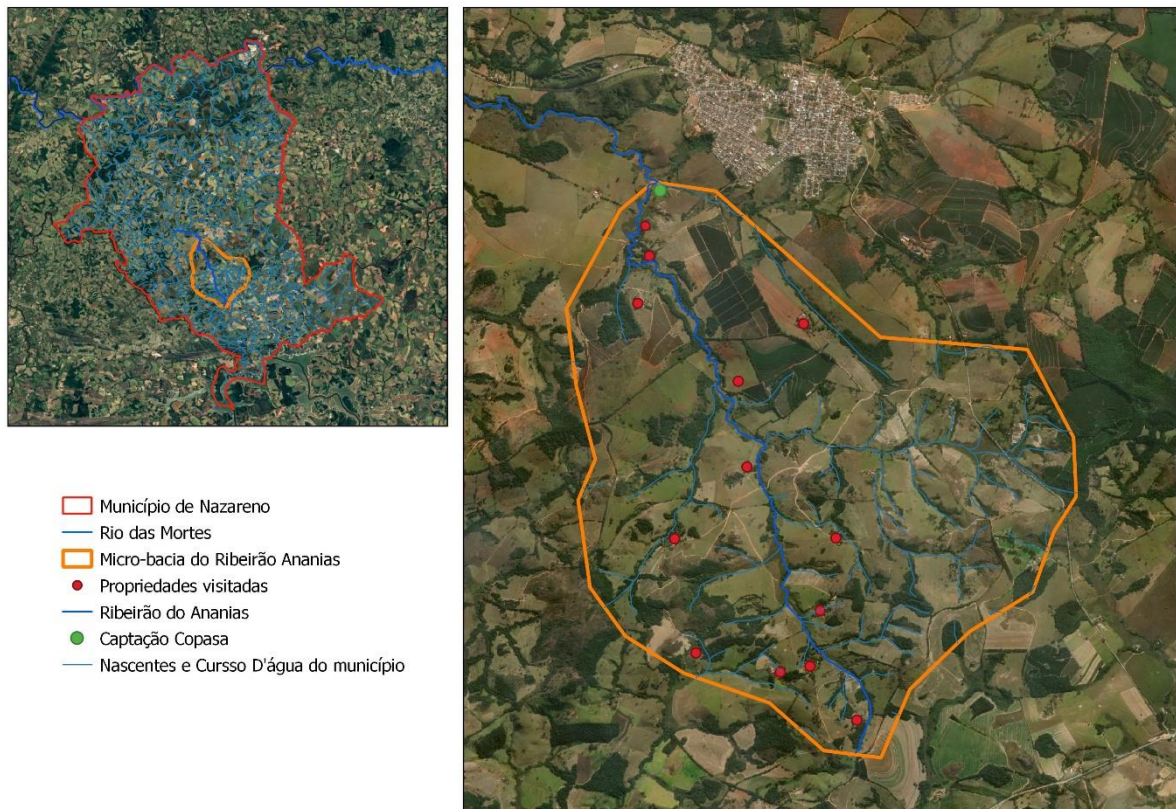 Município de Nazareno
Rio das Mortes
Micro-bacia do Ribeirão Ananias
Propriedades visitadas
Ribeirão do Ananias
Captação Copasa
Nascentes e Cursso D'água do município